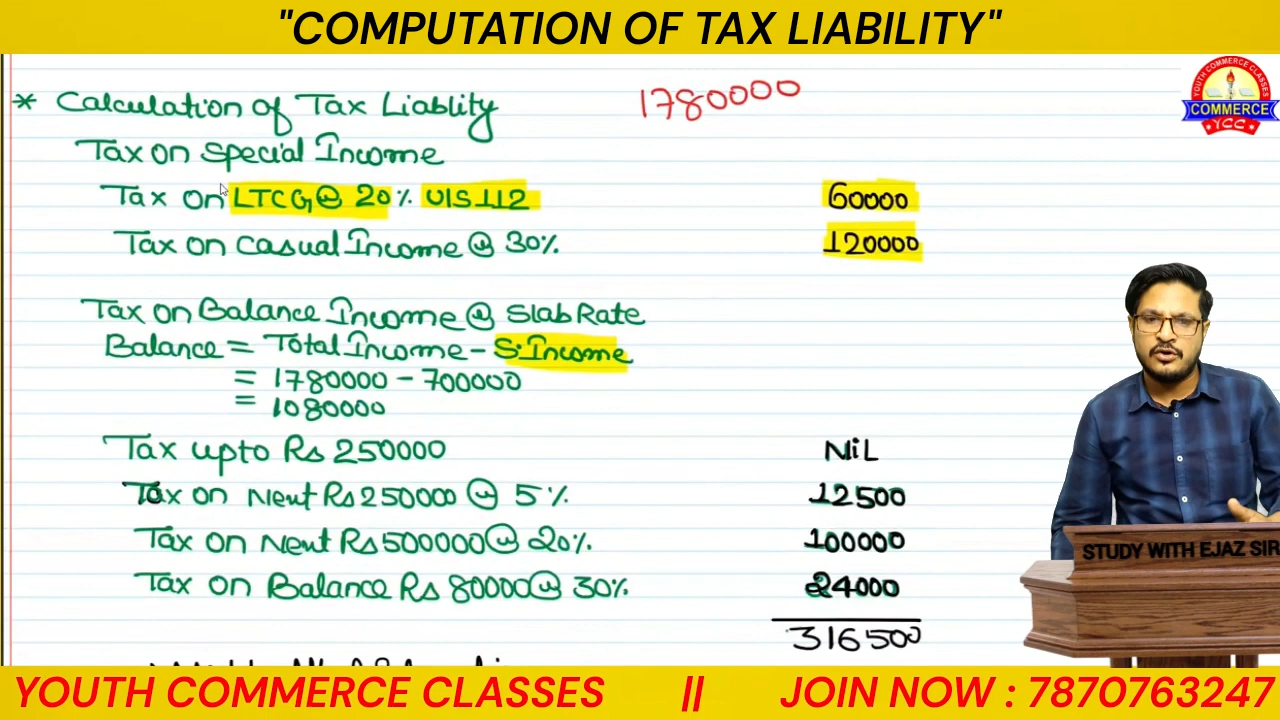 "COMPUTATION OF TAX LIABILITY"
* Calculation of Tax Liablity
1780000
YOUTH COMMERCE CLASSES
COMMERCE
YCC
Tax on Special Income
Tax on LTCG@ 20% U/S 112 60000
Tax on Casual Income @ 30% 120000
Tax on Balance Income @ Slab Rate
Balance = Total Income - S. Income
= 1780000 - 700000
= 1080000
Tax upto Rs 250000 NiL
Tax on Next Rs 250000 @ 5% 12500
Tax on Next Rs 500000 @ 20% 100000
Tax on Balance Rs 80000 @ 30% 24000
316500
STUDY WITH EJAZ SIR
YOUTH COMMERCE CLASSES || JOIN NOW : 7870763247